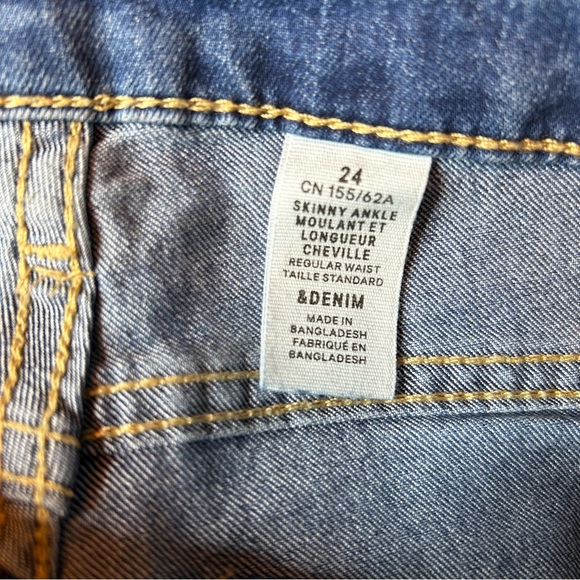 24
CN 155/62A
SKINNY ANKLE
MOULANT ET
LONGUEUR
CHEVILLE
REGULAR WAIST
TAILLE STANDARD
&DENIM
MADE IN
BANGLADESH
FABRIQUÉ EN
BANGLADESH